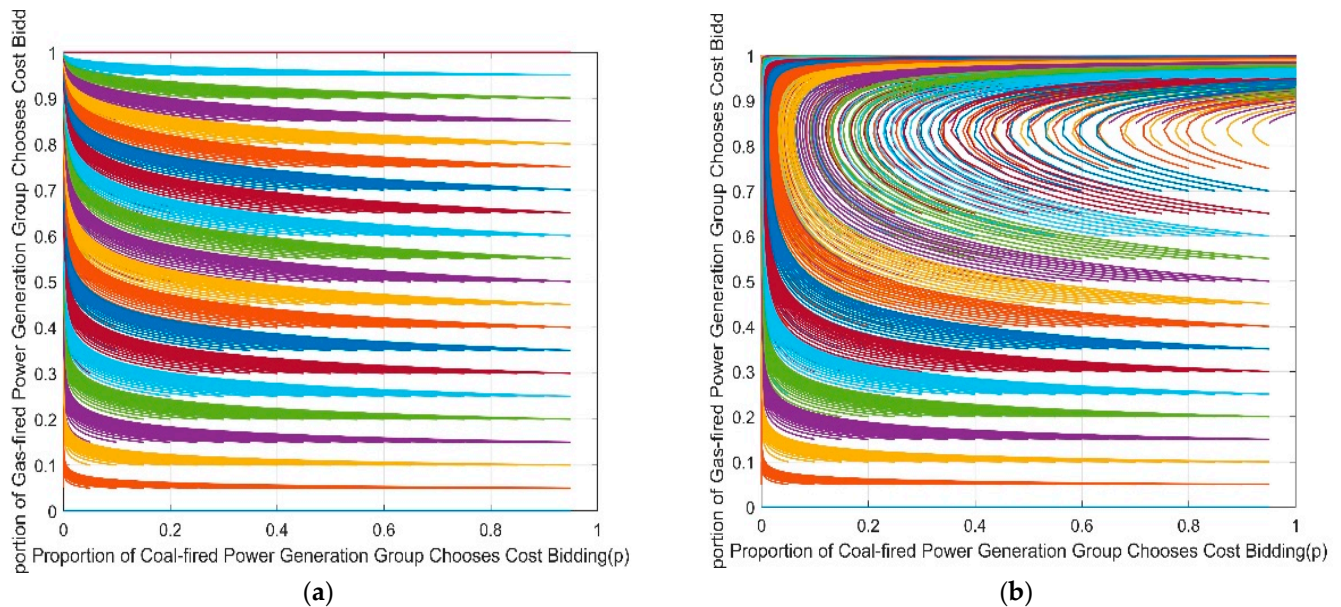 portion of Gas-fired Power Generation Group Chooses Cost Bidd
1
0.9
0.8
0.7
0.6
0.5
0.4
0.3
0.2
0.1
0
0 0.2 0.4 0.6 0.8 1
Proportion of Coal-fired Power Generation Group Chooses Cost Bidding(p)
(a)
portion of Gas-fired Power Generation Group Chooses Cost Bidd
1
0.9
0.8
0.7
0.6
0.5
0.4
0.3
0.2
0.1
0
0 0.2 0.4 0.6 0.8 1
Proportion of Coal-fired Power Generation Group Chooses Cost Bidding(p)
(b)